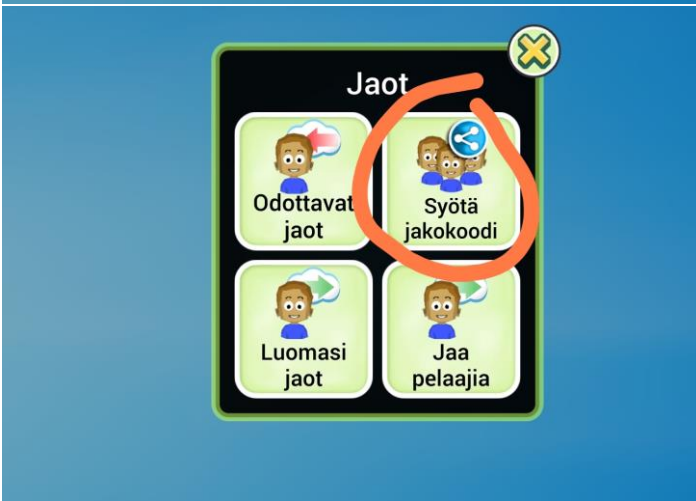 Jaot
Odottavat
jaot
Syötä
jakokoodi
Luomasi
jaot
Jaa
pelaajia